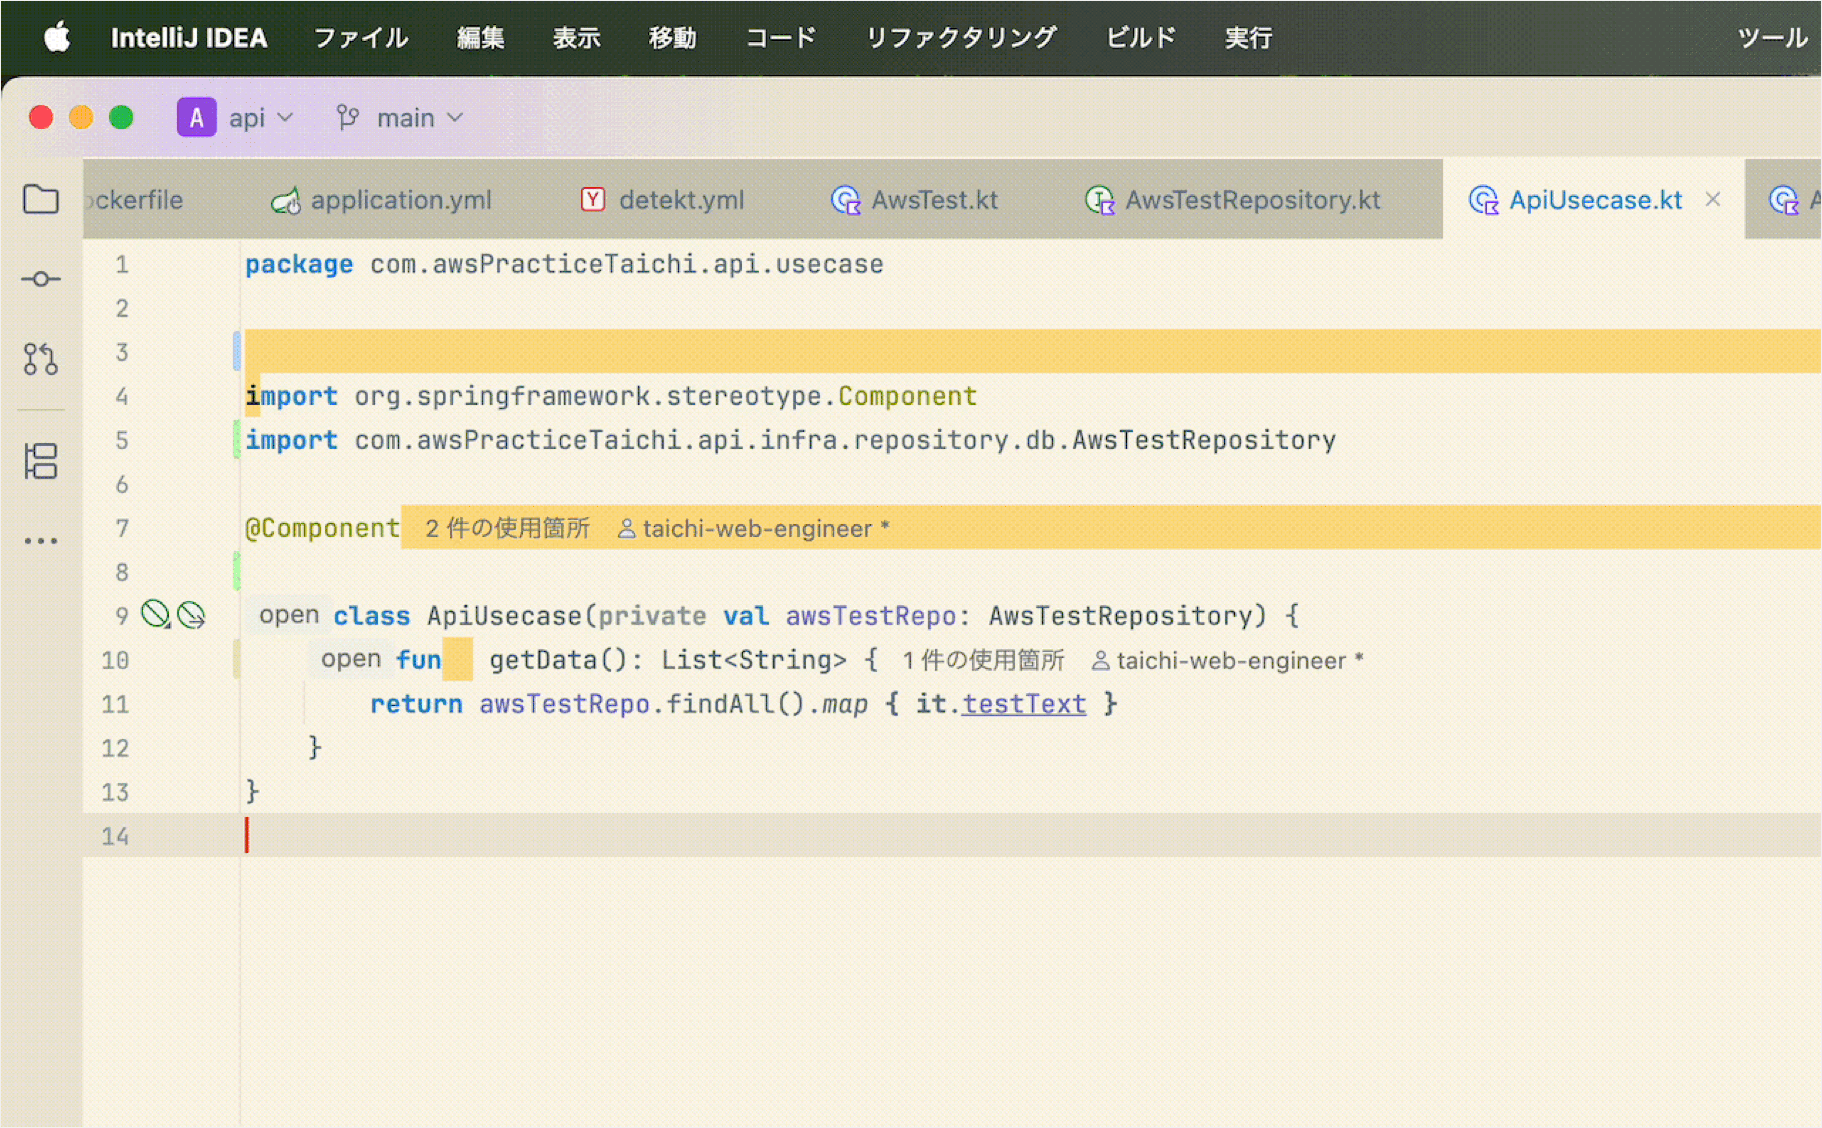 IntelliJ IDEA ファイル 編集 表示 移動 コード リファクタリング ビルド 実行 ツール
A api main
ockerfile application.yml Y detekt.yml AwsTest.kt AwsTestRepository.kt ApiUsecase.kt A
1 package com.awsPracticeTaichi.api.usecase
2
3
4 import org.springframework.stereotype.Component
5 import com.awsPracticeTaichi.api.infra.repository.db.AwsTestRepository
6
7 @Component 2 件の使用箇所 taichi-web-engineer *
8
9 open class ApiUsecase(private val awsTestRepo: AwsTestRepository) {
10 open fun getData(): List<String> { 1 件の使用箇所 taichi-web-engineer *
11 return awsTestRepo.findAll().map { it.testText }
12 }
13 }
14